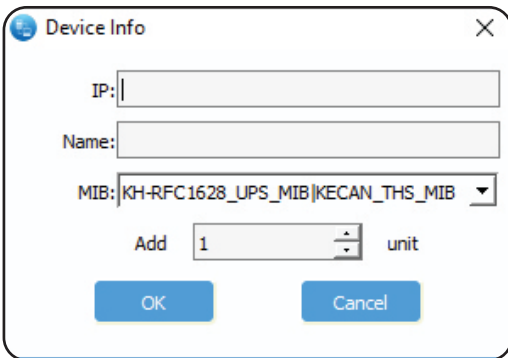 Device Info
IP:
Name:
MIB: KH-RFC1628_UPS_MIB|KECAN_THS_MIB
Add 1 unit
OK Cancel